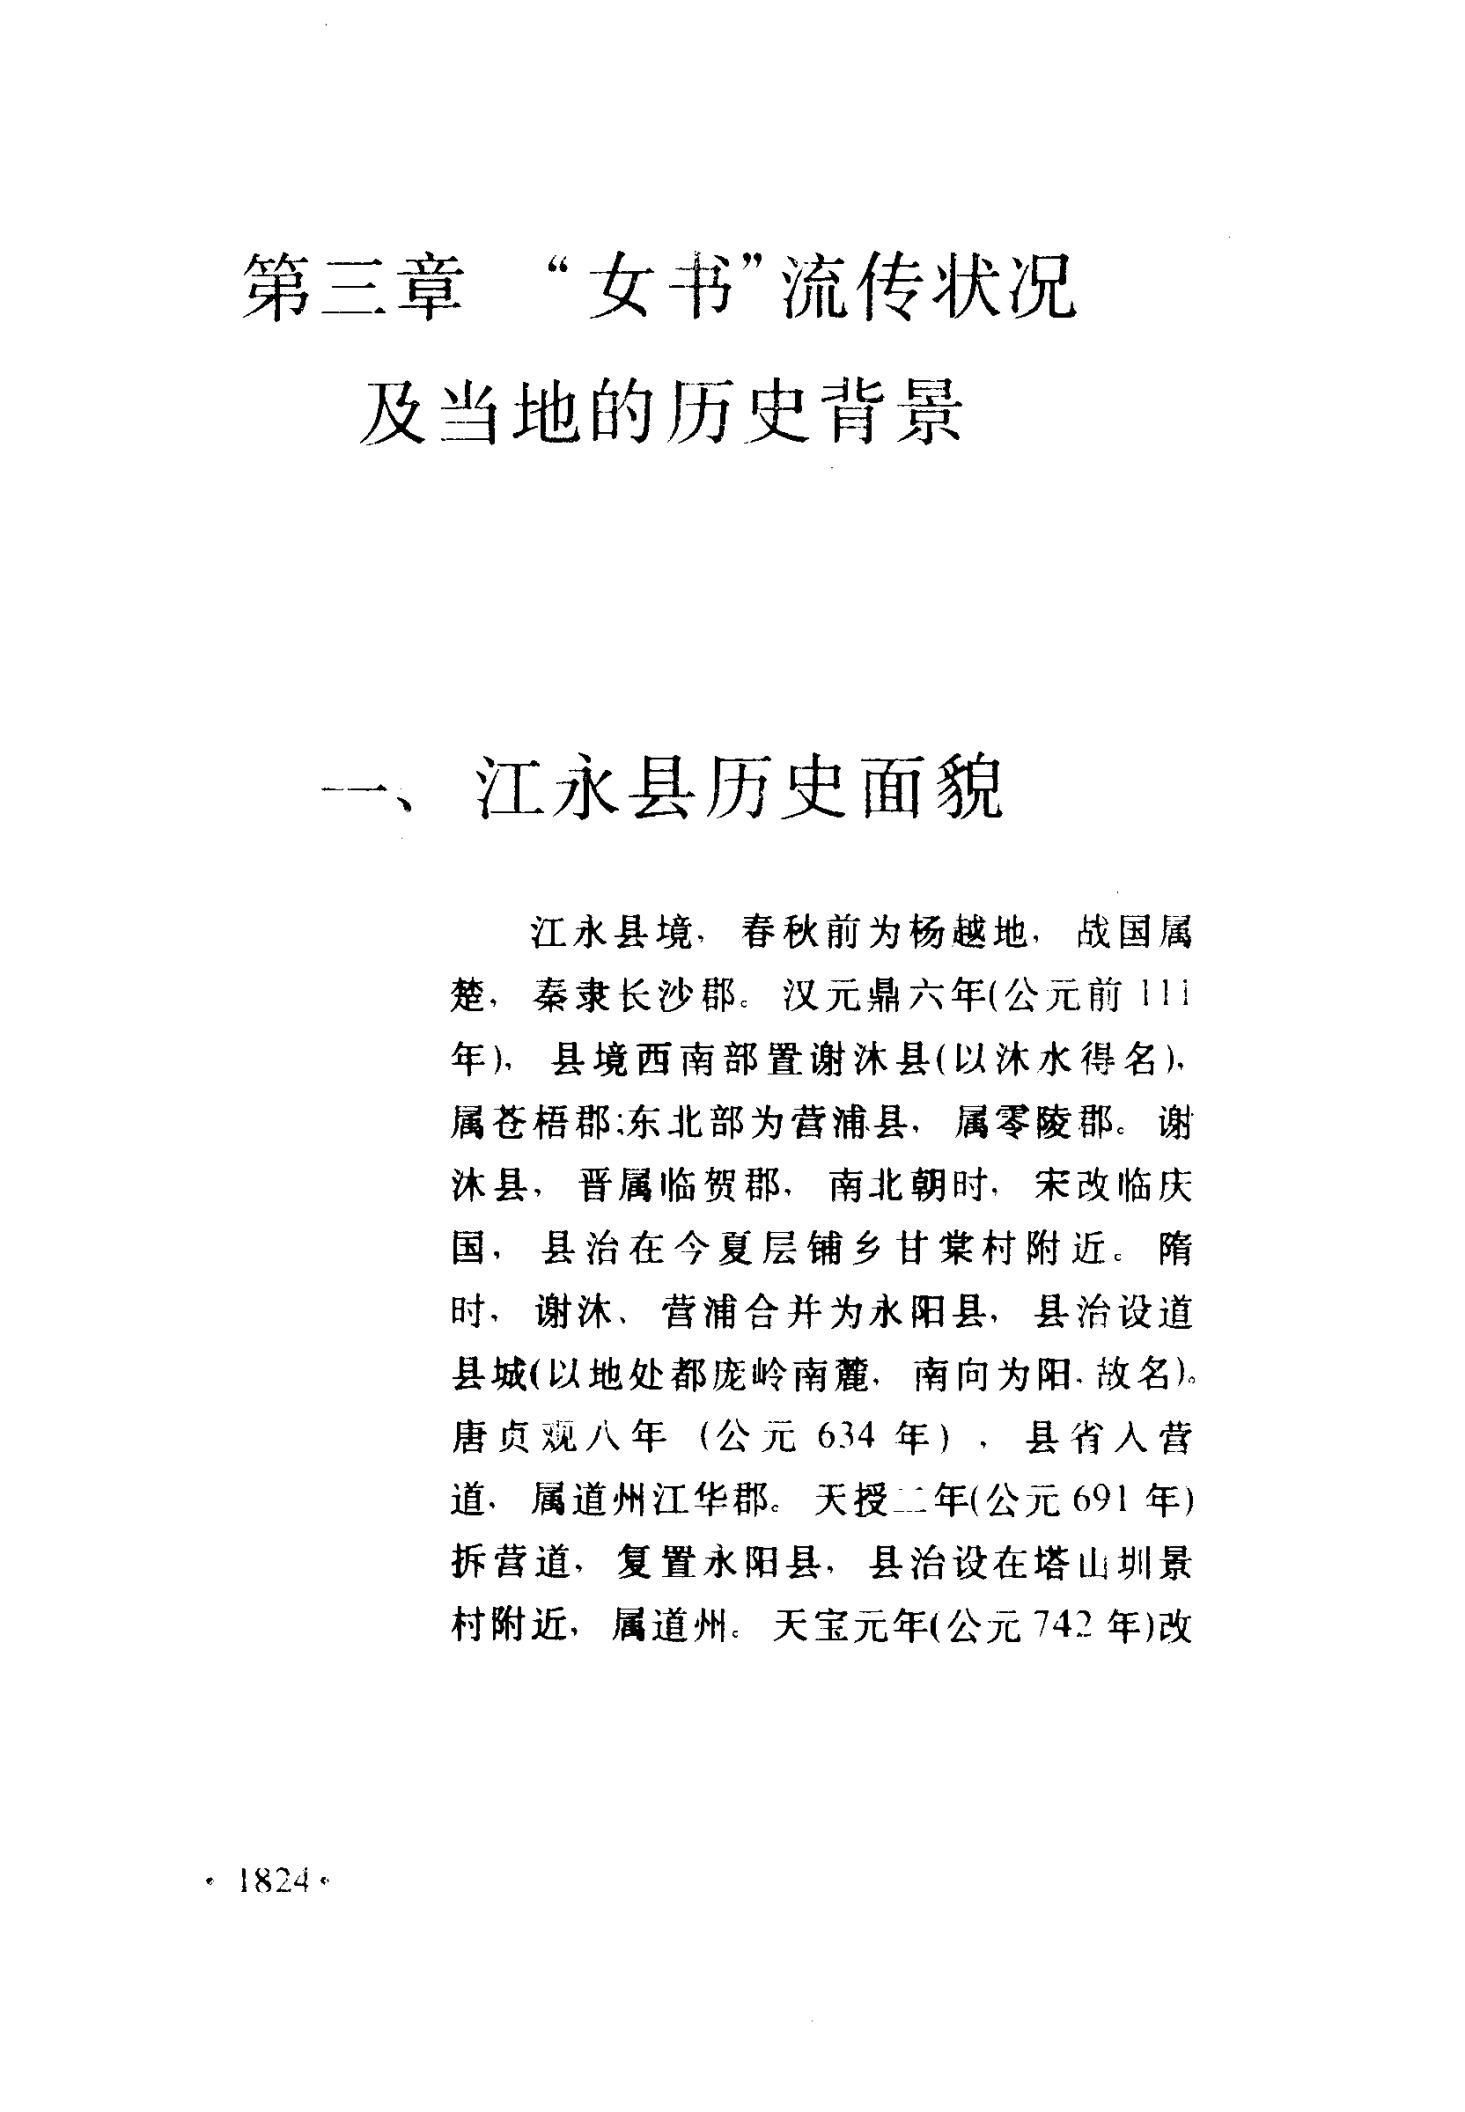 第三章 “女书”流传状况
及当地的历史背景
一、江永县历史面貌
江永县境，春秋前为杨越地，战国属
楚，秦隶长沙郡。汉元鼎六年(公元前111
年)，县境西南部置谢沐县(以沐水得名)，
属苍梧郡;东北部为营浦县，属零陵郡。谢
沐县，晋属临贺郡，南北朝时，宋改临庆
国，县治在今夏层铺乡甘棠村附近。隋
时，谢沐、营浦合并为永阳县，县治设道
县城(以地处都庞岭南麓，南向为阳，故名)。
唐贞观八年 (公元634年)，县省入营
道，属道州江华郡。天授二年(公元691年)
拆营道，复置永阳县，县治设在塔山圳景
村附近，属道州。天宝元年(公元742年)改
·1824·